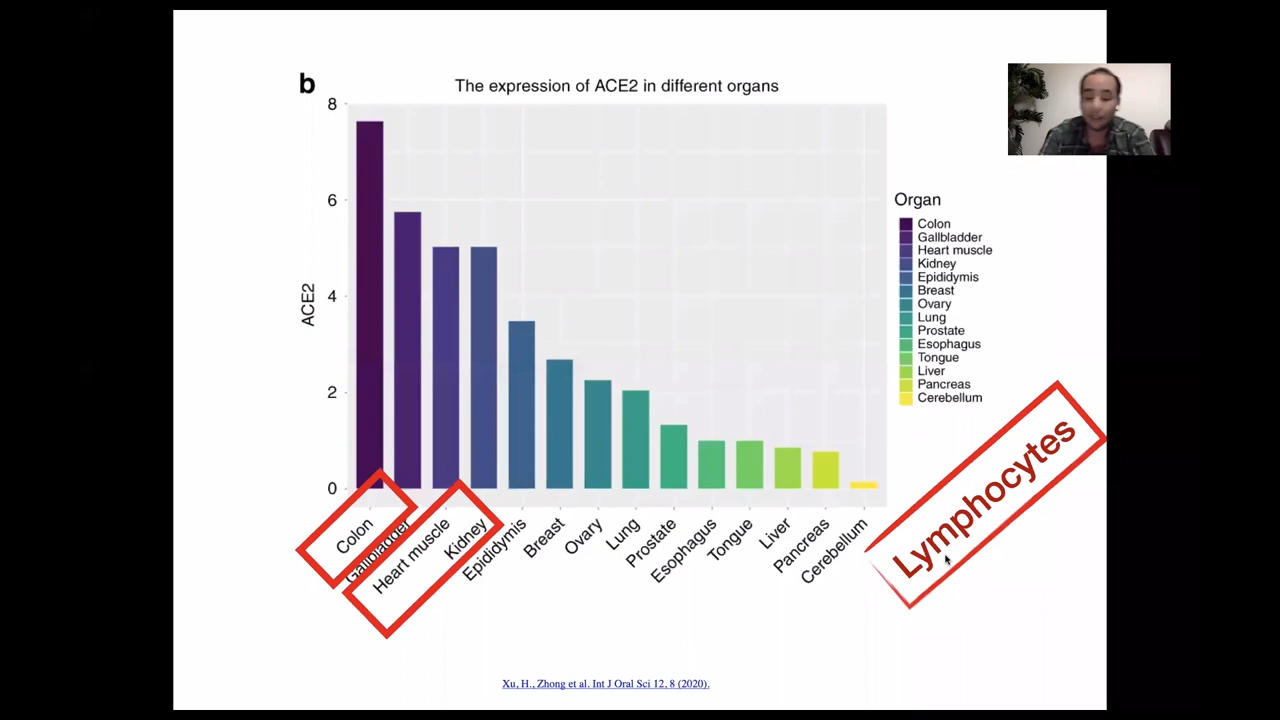 b
The expression of ACE2 in different organs
8
6
4
2
0
ACE2
Colon
Gallbladder
Heart muscle
Kidney
Epididymis
Breast
Ovary
Lung
Prostate
Esophagus
Tongue
Liver
Pancreas
Cerebellum
Organ
Colon
Gallbladder
Heart muscle
Kidney
Epididymis
Breast
Ovary
Lung
Prostate
Esophagus
Tongue
Liver
Pancreas
Cerebellum
Lymphocytes
Xu, H., Zhong et al. Int J Oral Sci 12, 8 (2020).